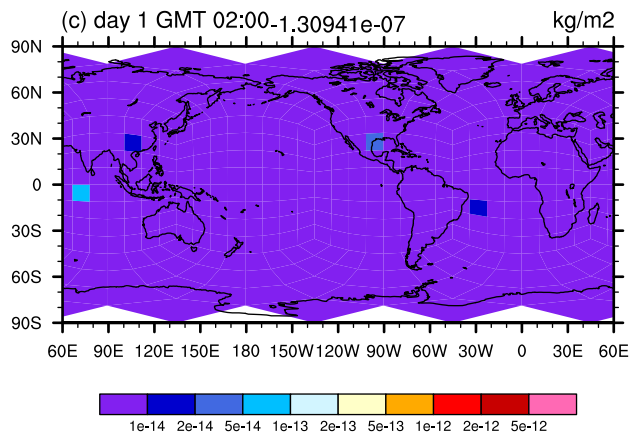 (c) day 1 GMT 02:00 -1.30941e-07 kg/m2
90N
60N
30N
0
30S
60S
90S
60E 90E 120E 150E 180 150W 120W 90W 60W 30W 0 30E 60E
1e-14 2e-14 5e-14 1e-13 2e-13 5e-13 1e-12 2e-12 5e-12